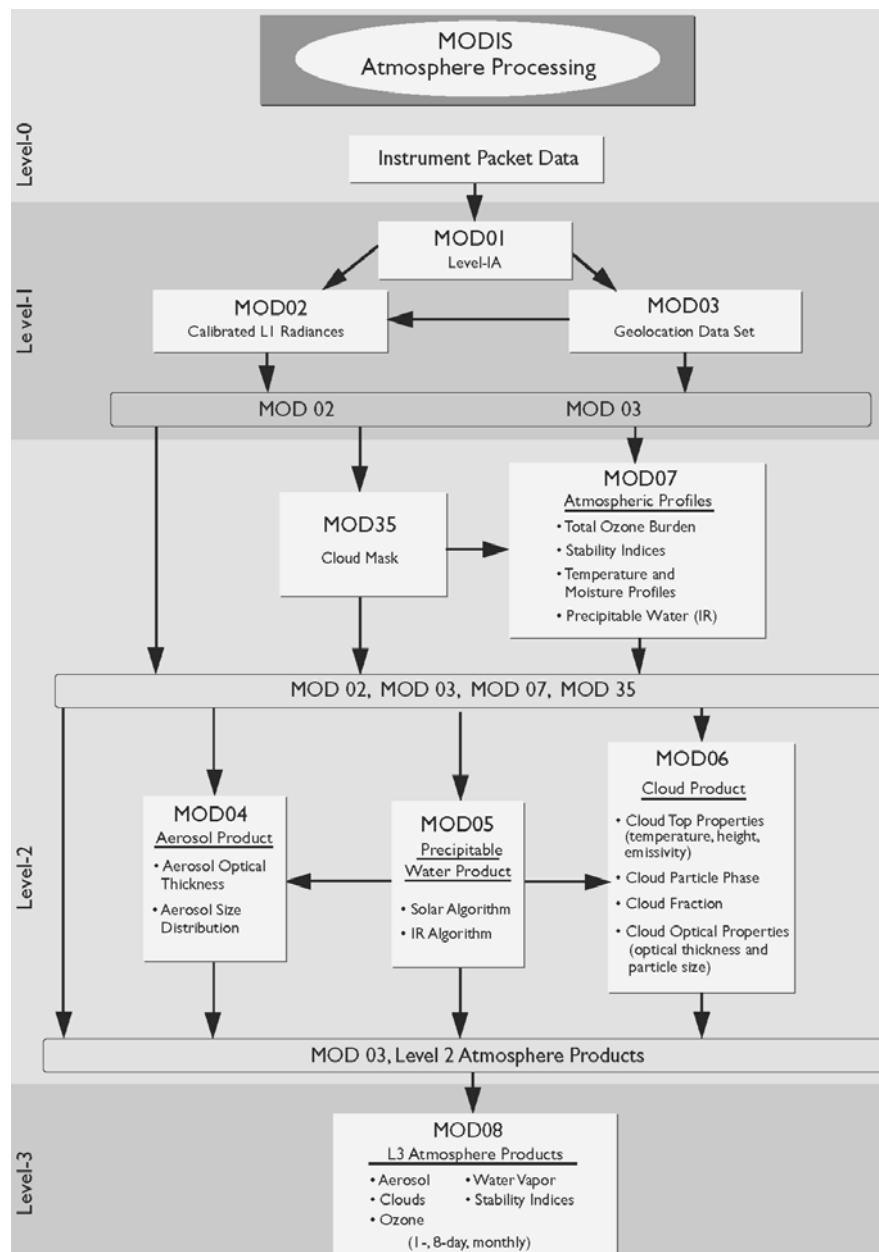 MODIS
Atmosphere Processing
Level-0
Instrument Packet Data
Level-1
MOD01
Level-1A
MOD02
Calibrated L1 Radiances
MOD03
Geolocation Data Set
MOD 02
MOD 03
Level-2
MOD35
Cloud Mask
MOD07
Atmospheric Profiles
• Total Ozone Burden
• Stability Indices
• Temperature and
Moisture Profiles
• Precipitable Water (IR)
MOD 02, MOD 03, MOD 07, MOD 35
MOD04
Aerosol Product
• Aerosol Optical
Thickness
• Aerosol Size
Distribution
MOD05
Precipitable
Water Product
• Solar Algorithm
• IR Algorithm
MOD06
Cloud Product
• Cloud Top Properties
(temperature, height,
emissivity)
• Cloud Particle Phase
• Cloud Fraction
• Cloud Optical Properties
(optical thickness and
particle size)
MOD 03, Level 2 Atmosphere Products
Level-3
MOD08
L3 Atmosphere Products
• Aerosol
• Clouds
• Ozone
• Water Vapor
• Stability Indices
(1-, 8-day, monthly)